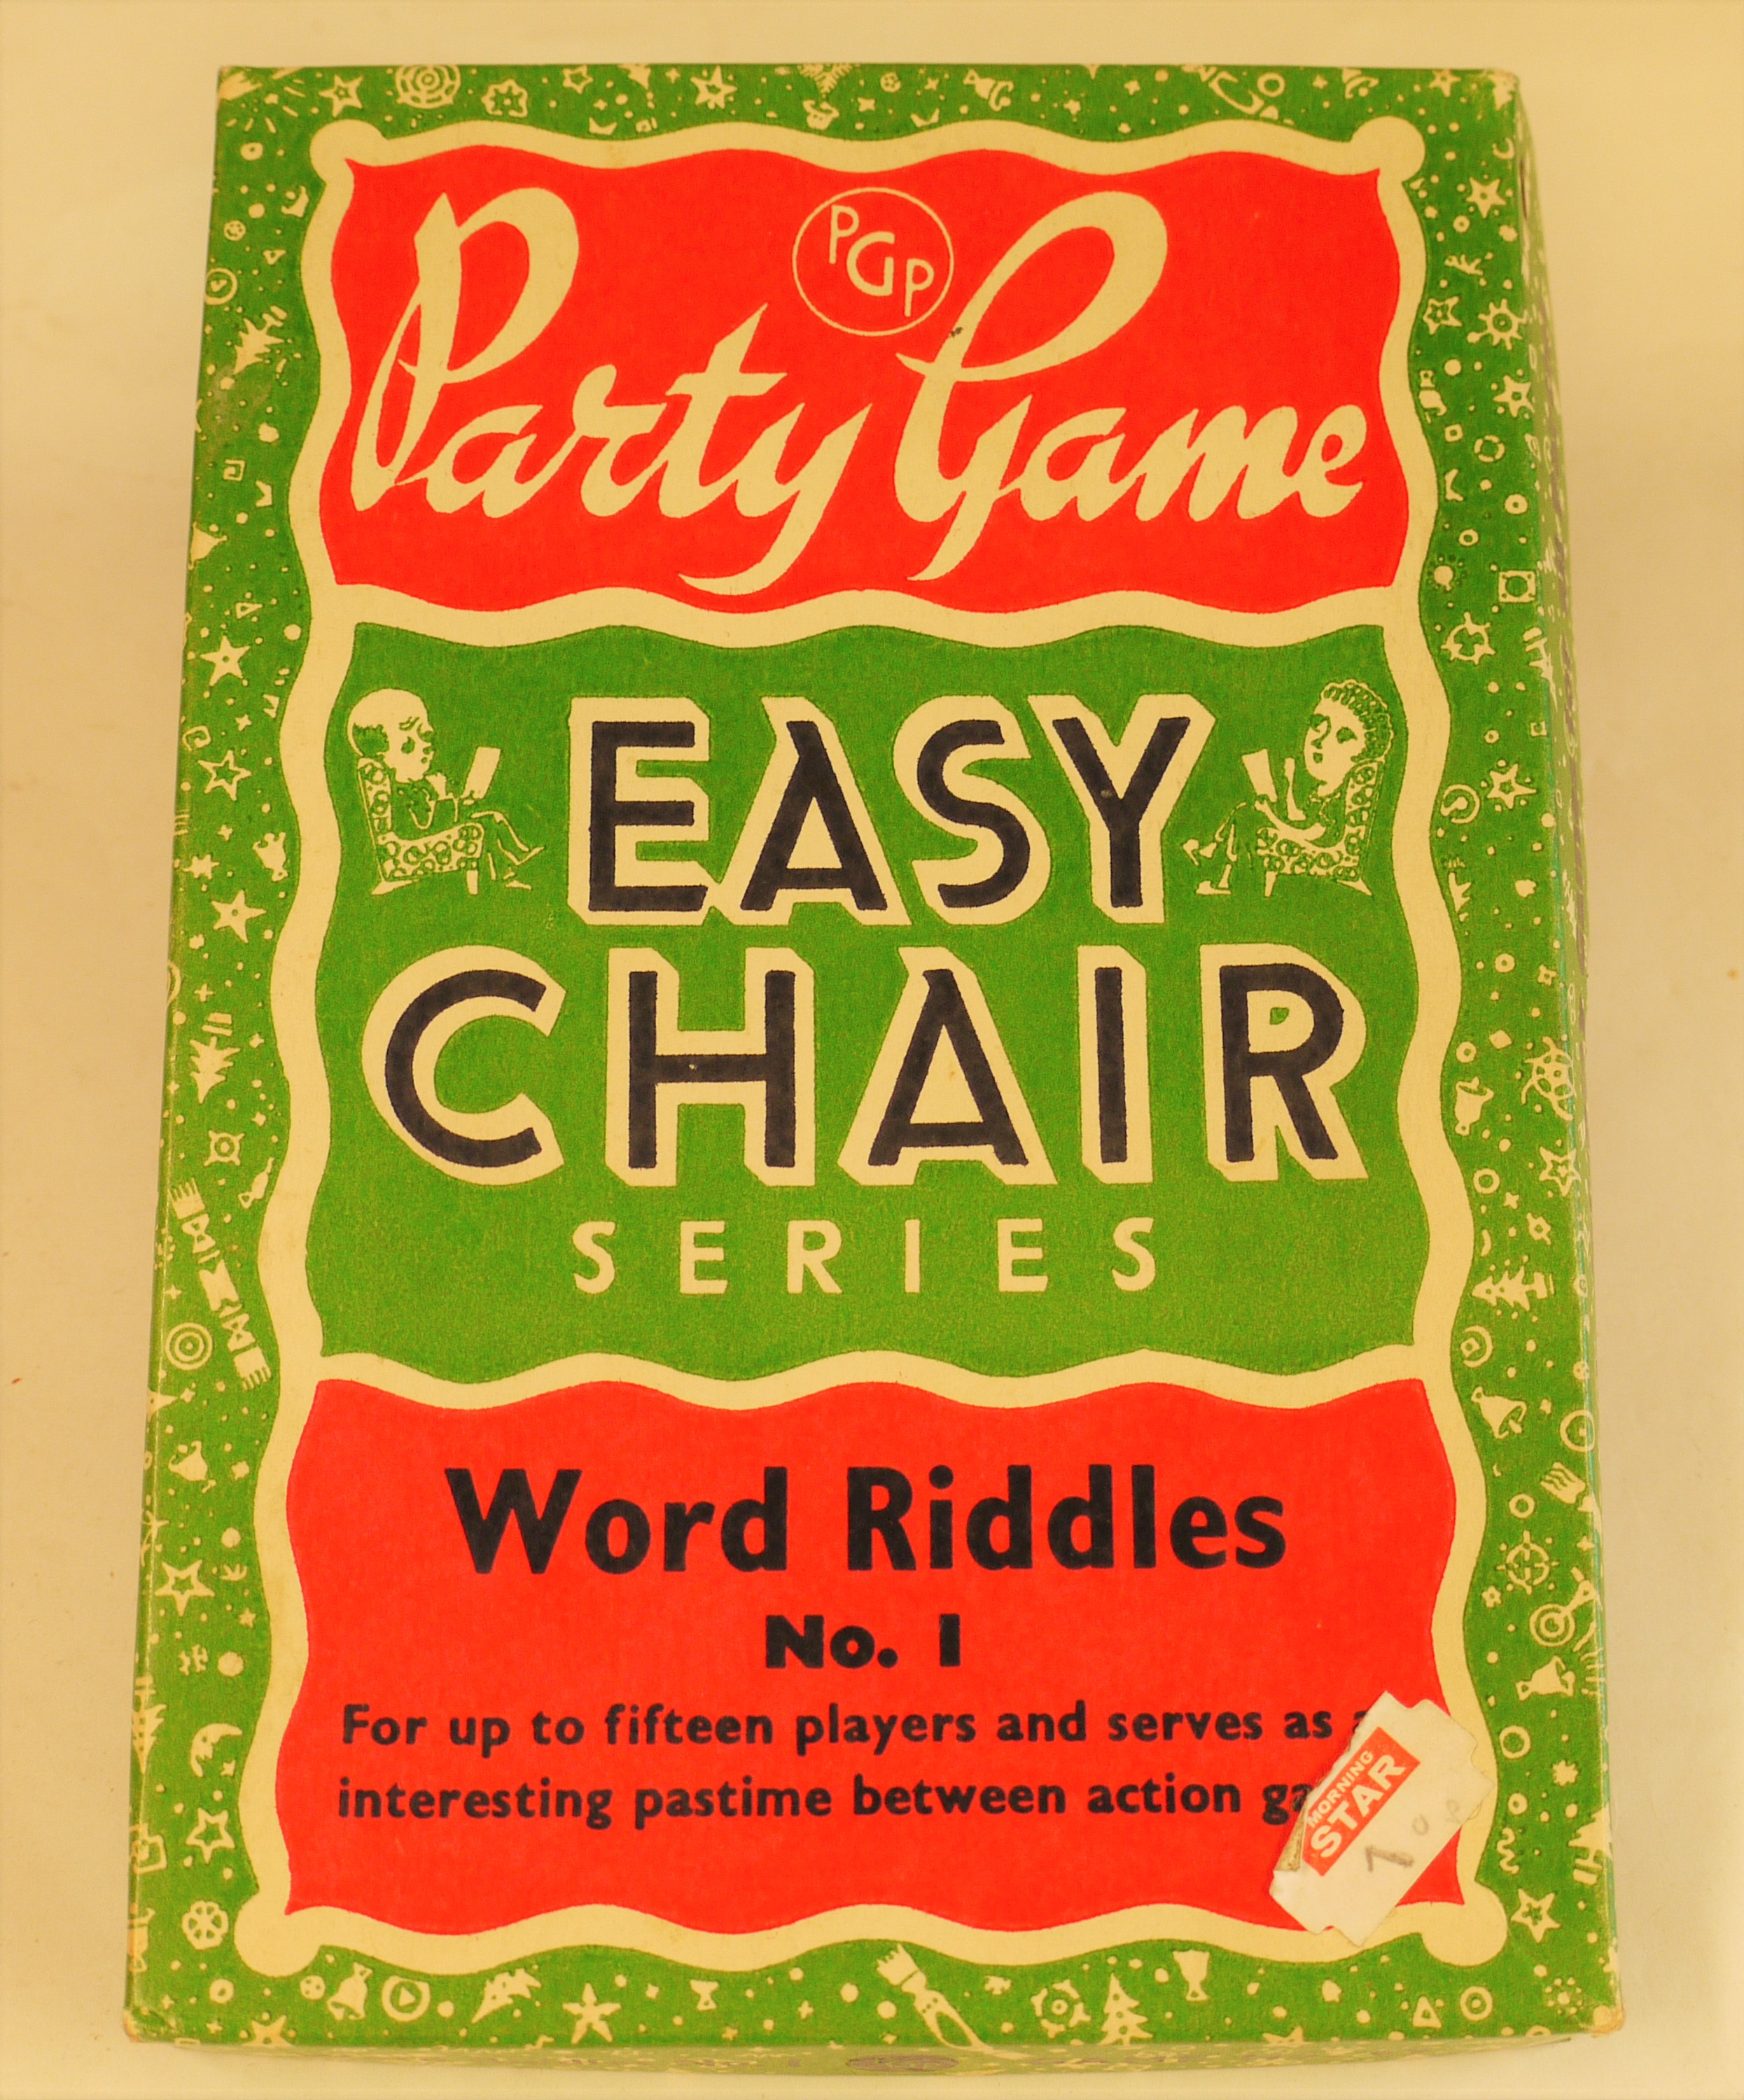 PGP
Party Game
EASY
CHAIR
SERIES
Word Riddles
No. 1
For up to fifteen players and serves as
interesting pastime between action
MORNING
STAR